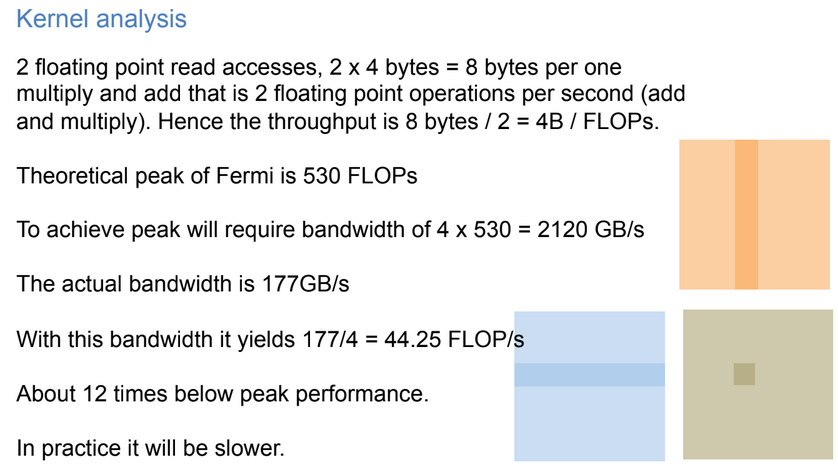 Kernel analysis
2 floating point read accesses, 2 x 4 bytes = 8 bytes per one
multiply and add that is 2 floating point operations per second (add
and multiply). Hence the throughput is 8 bytes / 2 = 4B / FLOPs.
Theoretical peak of Fermi is 530 FLOPs
To achieve peak will require bandwidth of 4 x 530 = 2120 GB/s
The actual bandwidth is 177GB/s
With this bandwidth it yields 177/4 = 44.25 FLOP/s
About 12 times below peak performance.
In practice it will be slower.